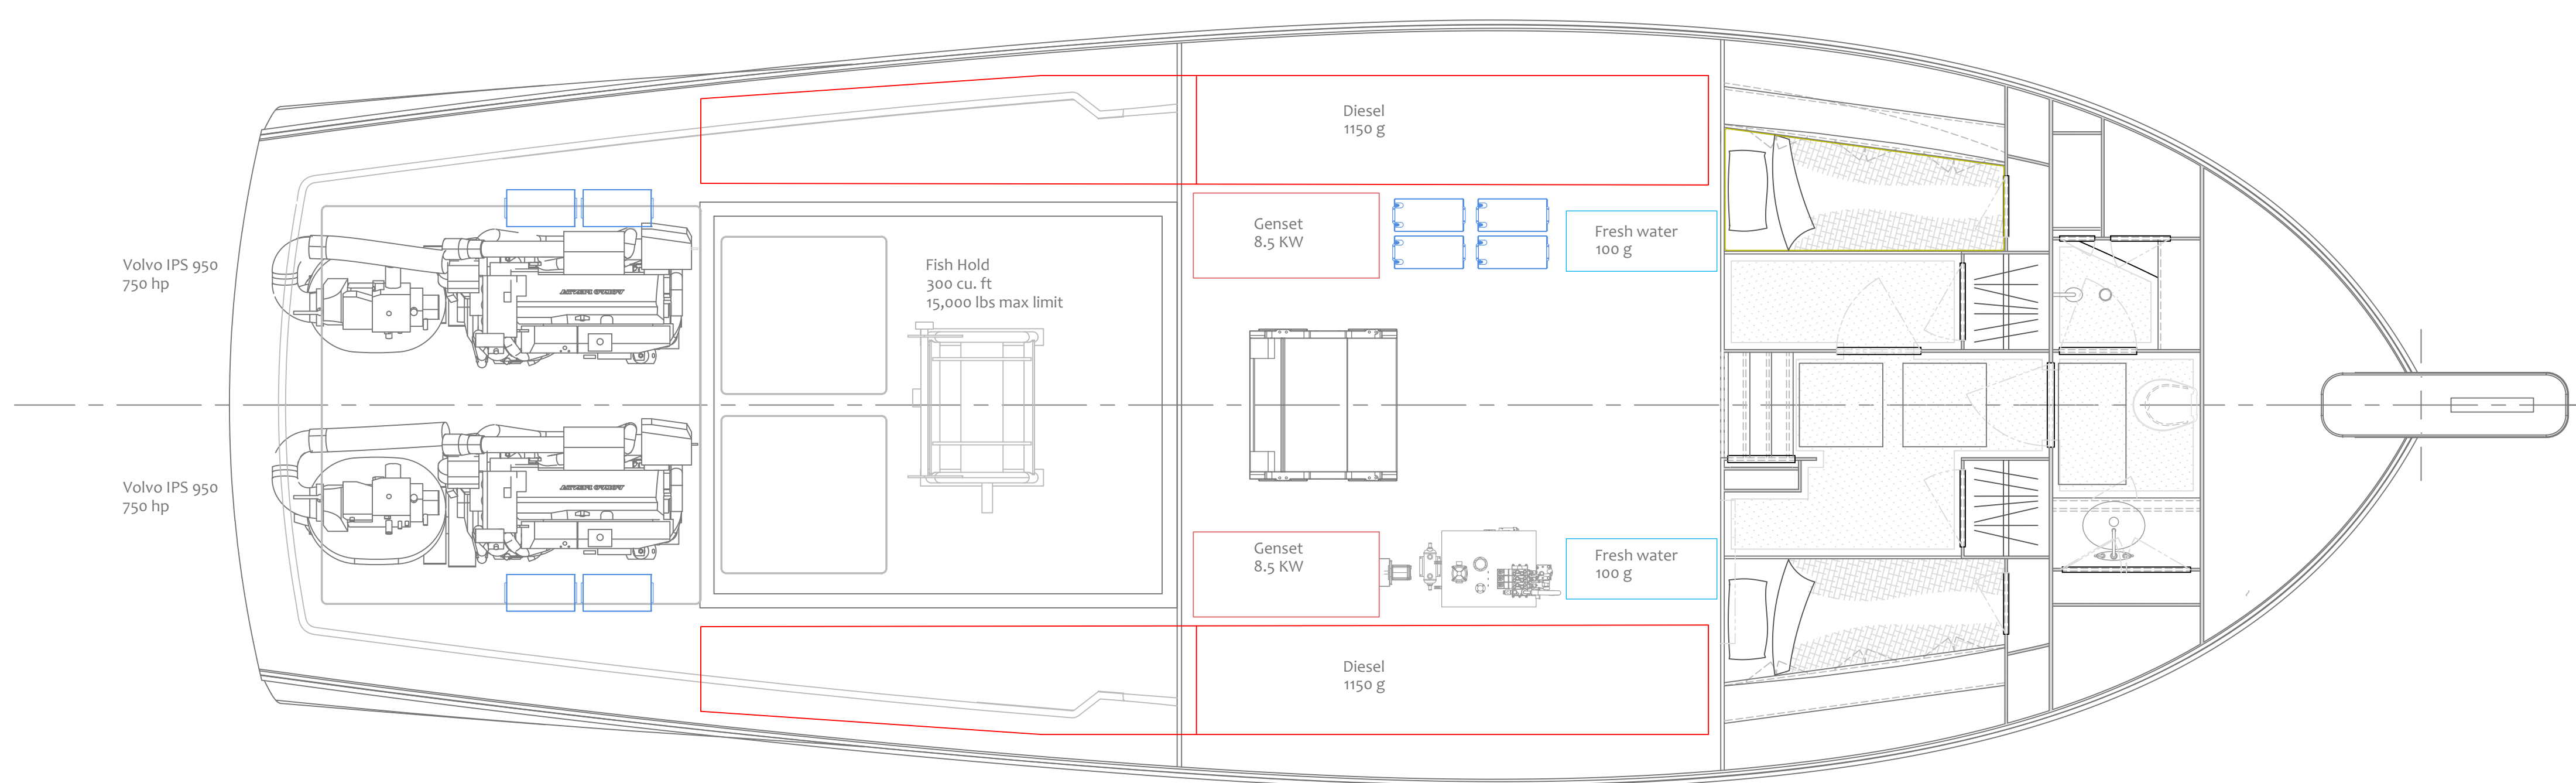 Diesel
1150 g
Genset
8.5 KW
Fresh water
100 g
Volvo IPS 950
750 hp
Fish Hold
300 cu. ft
15,000 lbs max limit
Volvo IPS 950
750 hp
Genset
8.5 KW
Fresh water
100 g
Diesel
1150 g